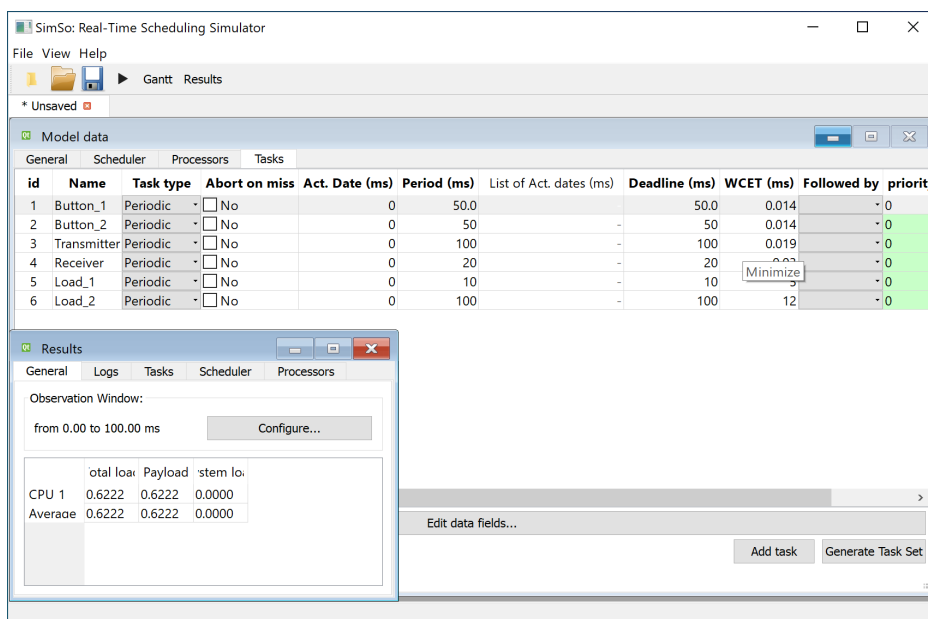 SimSo: Real-Time Scheduling Simulator
File View Help
Gantt Results
* Unsaved
Model data
General Scheduler Processors Tasks
id Name Task type Abort on miss Act. Date (ms) Period (ms) List of Act. dates (ms) Deadline (ms) WCET (ms) Followed by priorit
1 Button_1 Periodic No 0 50.0 50.0 0.014 0
2 Button_2 Periodic No 0 50 - 50 0.014 0
3 Transmitter Periodic No 0 100 - 100 0.019 0
4 Receiver Periodic No 0 20 - 20 0
Minimize
5 Load_1 Periodic No 0 10 - 10 5 0
6 Load_2 Periodic No 0 100 - 100 12 0
Results
General Logs Tasks Scheduler Processors
Observation Window:
from 0.00 to 100.00 ms Configure...
otal loa Payload stem lo
CPU 1 0.6222 0.6222 0.0000
Average 0.6222 0.6222 0.0000
Edit data fields...
Add task Generate Task Set